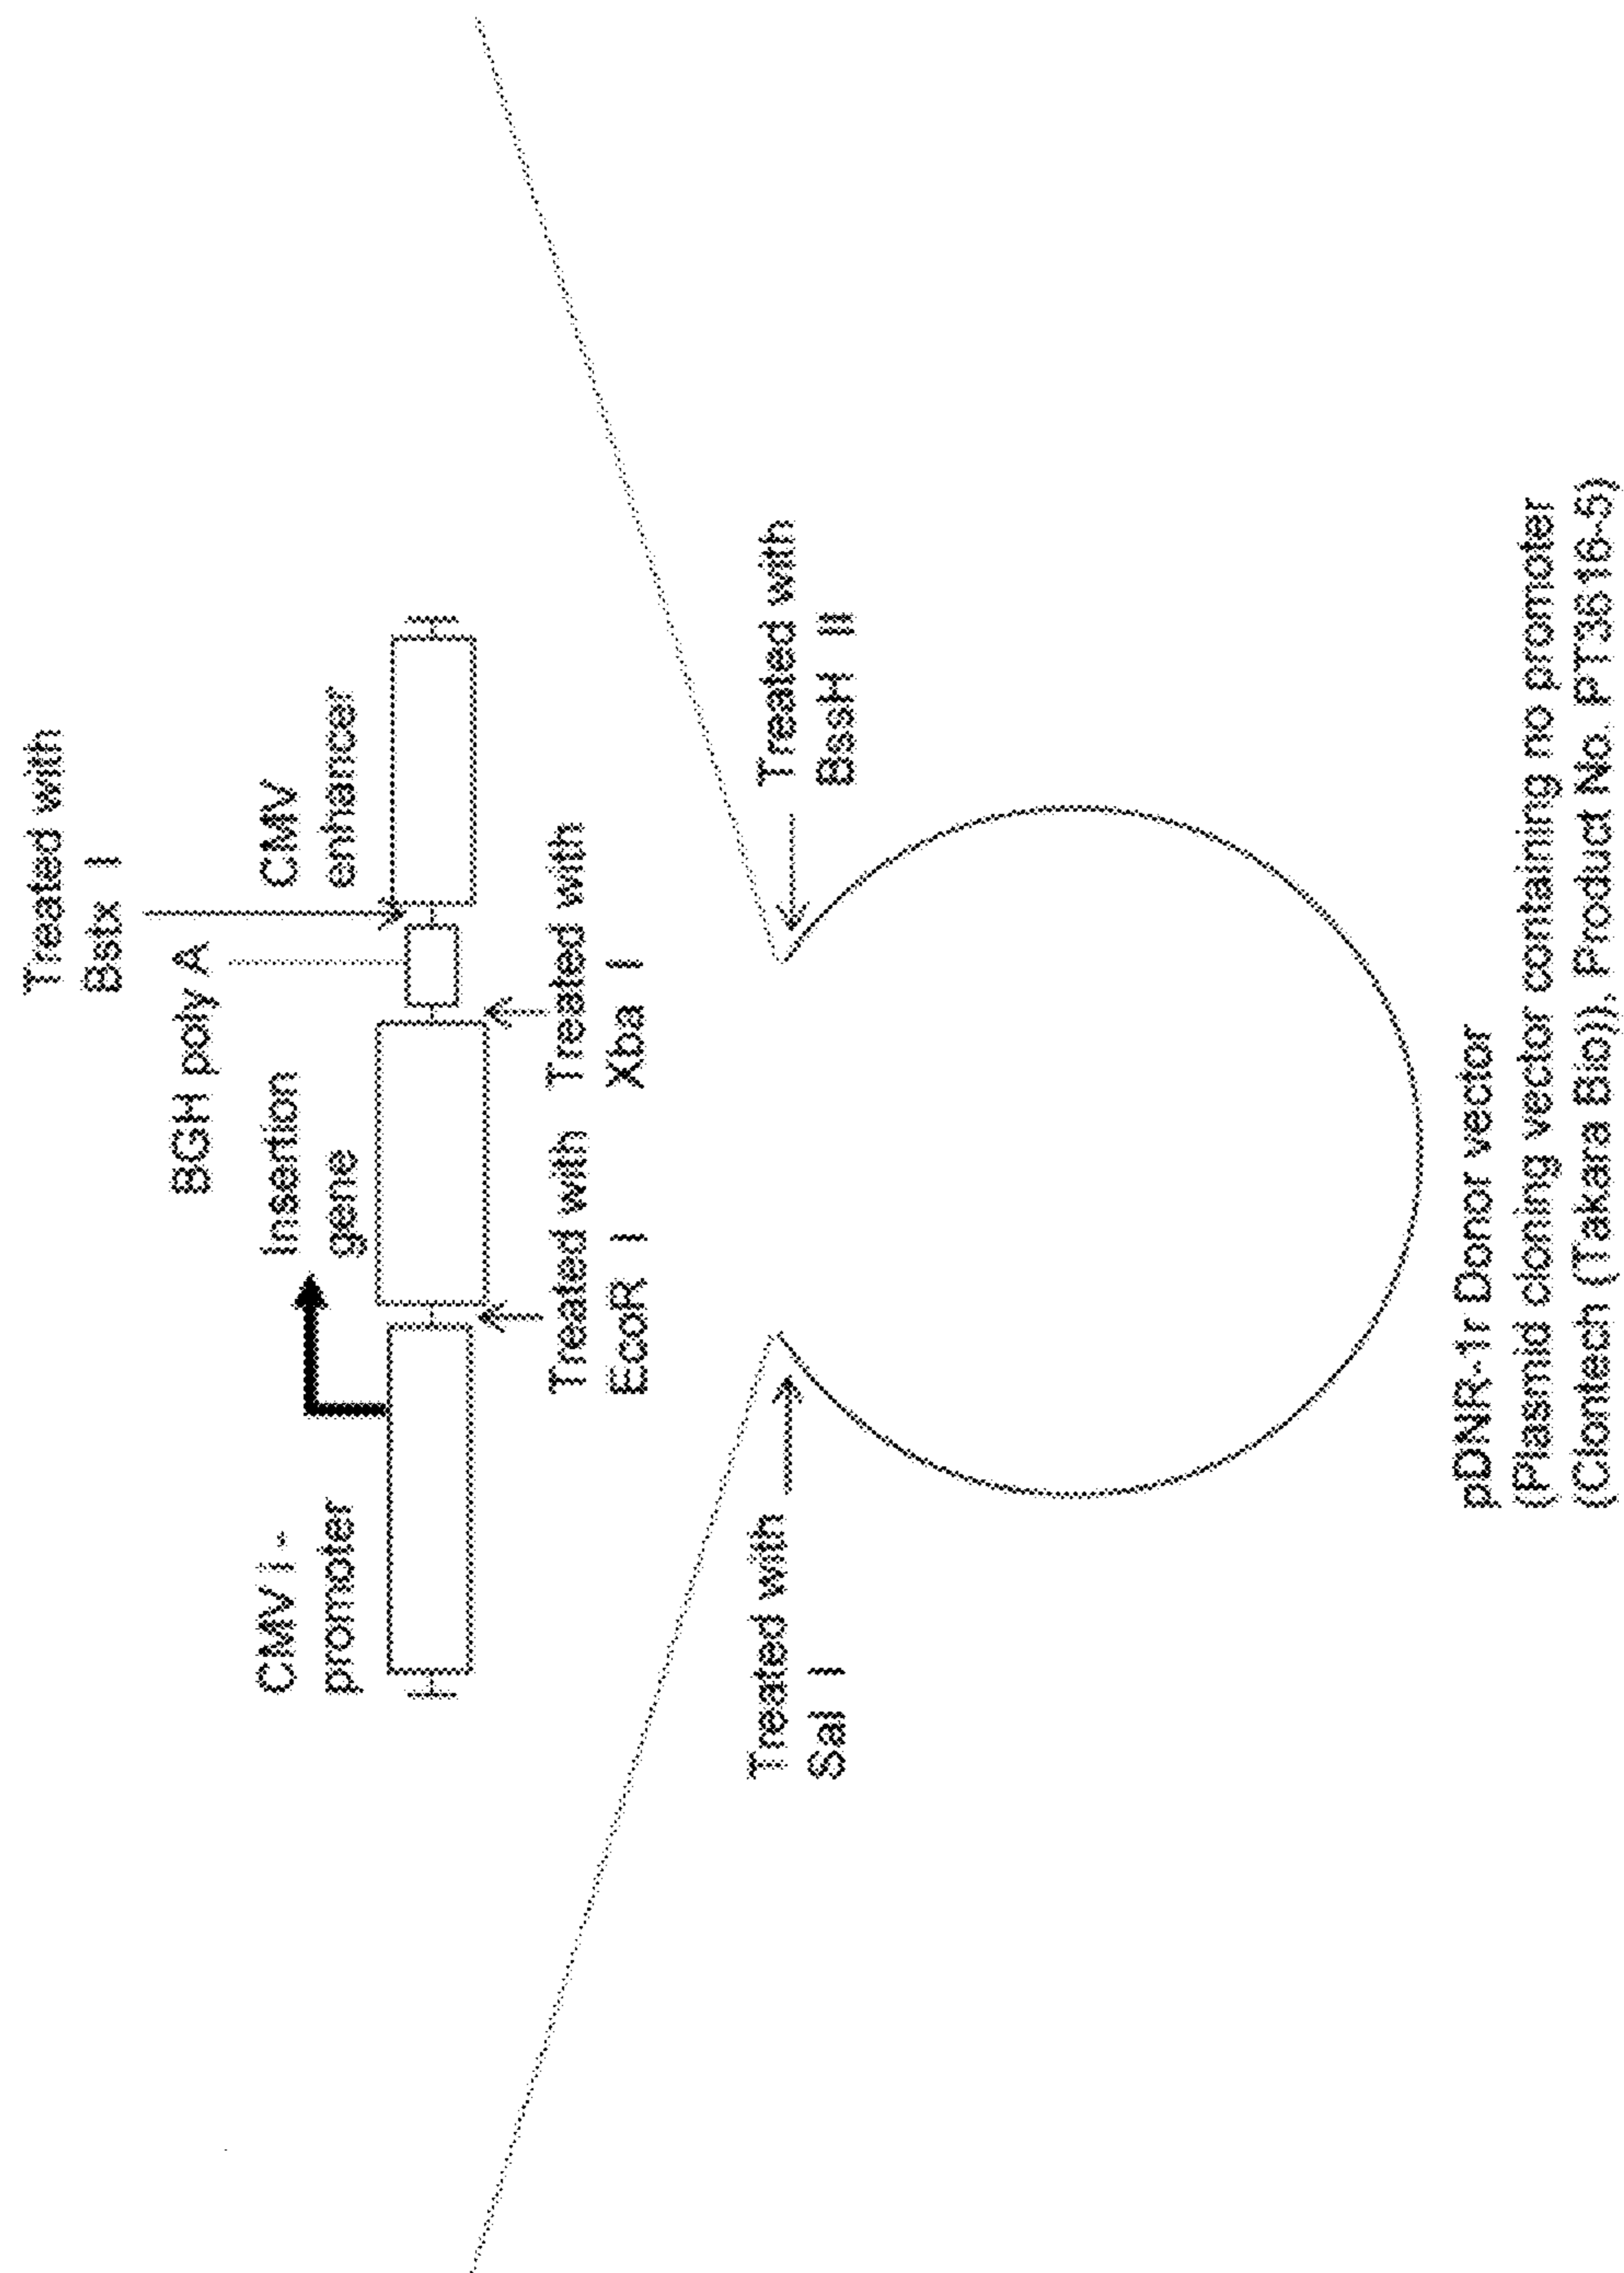 Treated with
Bstx I
BGH poly A
CMV i -
promoter
Insertion
gene
CMV
enhancer
Treated with
EcoR I
Treated with
Xba I
Treated with
Sal I
Treated with
BssH II
pDNR-1r Donor vector
(Plasmid cloning vector containing no promoter
(Clontech (Takara Bio)), Product No. PT3616-5)